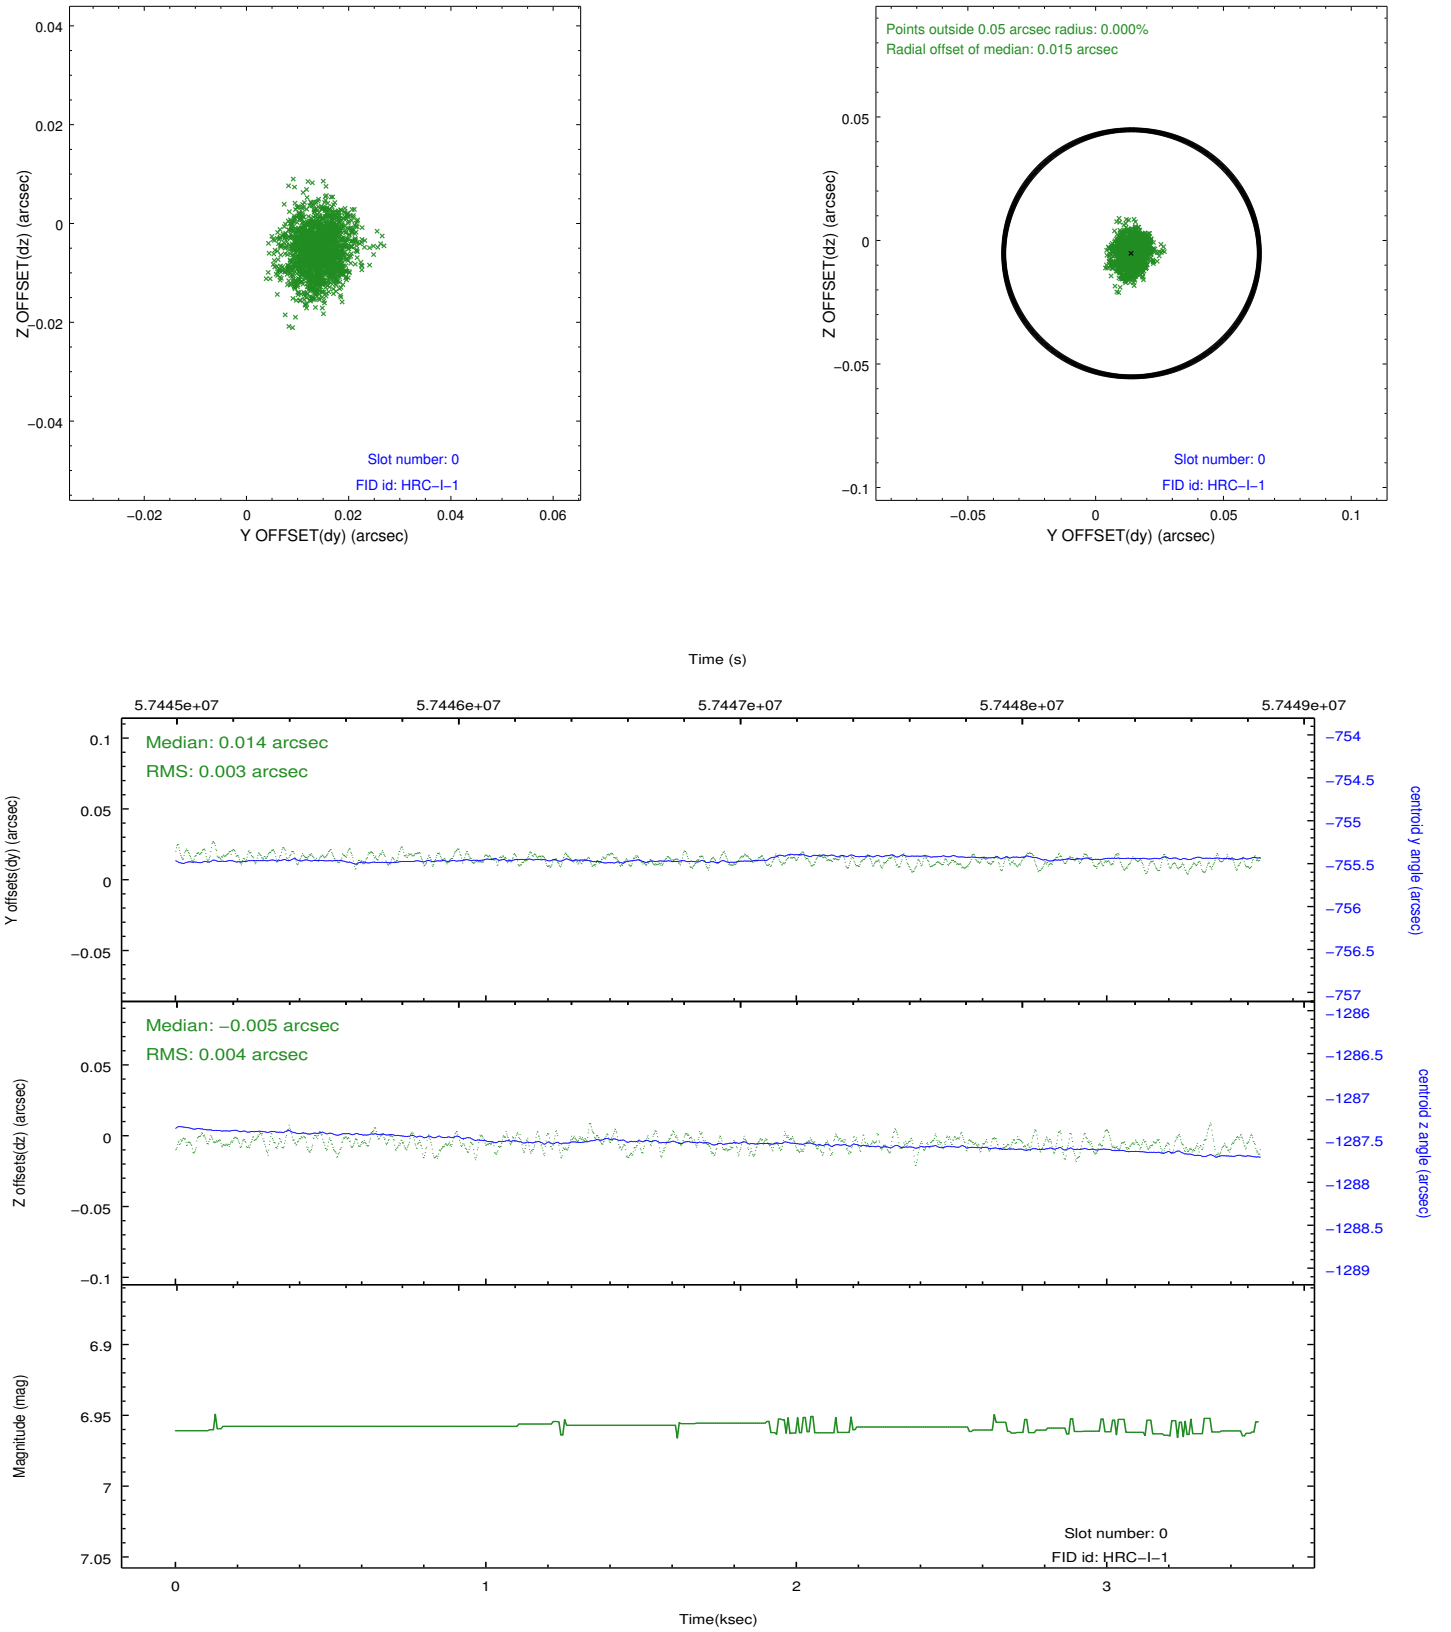 0.04
0.02
0
−0.02
−0.04
Z OFFSET(dz) (arcsec)
Slot number: 0
FID id: HRC−I−1
−0.02 0 0.02 0.04 0.06
Y OFFSET(dy) (arcsec)
Points outside 0.05 arcsec radius: 0.000%
Radial offset of median: 0.015 arcsec
0.05
0
−0.05
−0.1
Z OFFSET(dz) (arcsec)
Slot number: 0
FID id: HRC−I−1
−0.05 0 0.05 0.1
Y OFFSET(dy) (arcsec)
Time (s)
5.7445e+07 5.7446e+07 5.7447e+07 5.7448e+07 5.7449e+07
Median: 0.014 arcsec
RMS: 0.003 arcsec
0.1
0.05
0
−0.05
Y offsets(dy) (arcsec)
−754
−754.5
−755
−755.5
−756
−756.5
−757
centroid y angle (arcsec)
Median: −0.005 arcsec
RMS: 0.004 arcsec
0.05
0
−0.05
−0.1
Z offsets(dz) (arcsec)
−1286
−1286.5
−1287
−1287.5
−1288
−1288.5
−1289
centroid z angle (arcsec)
6.9
6.95
7
7.05
Magnitude (mag)
Slot number: 0
FID id: HRC−I−1
0 1 2 3
Time(ksec)